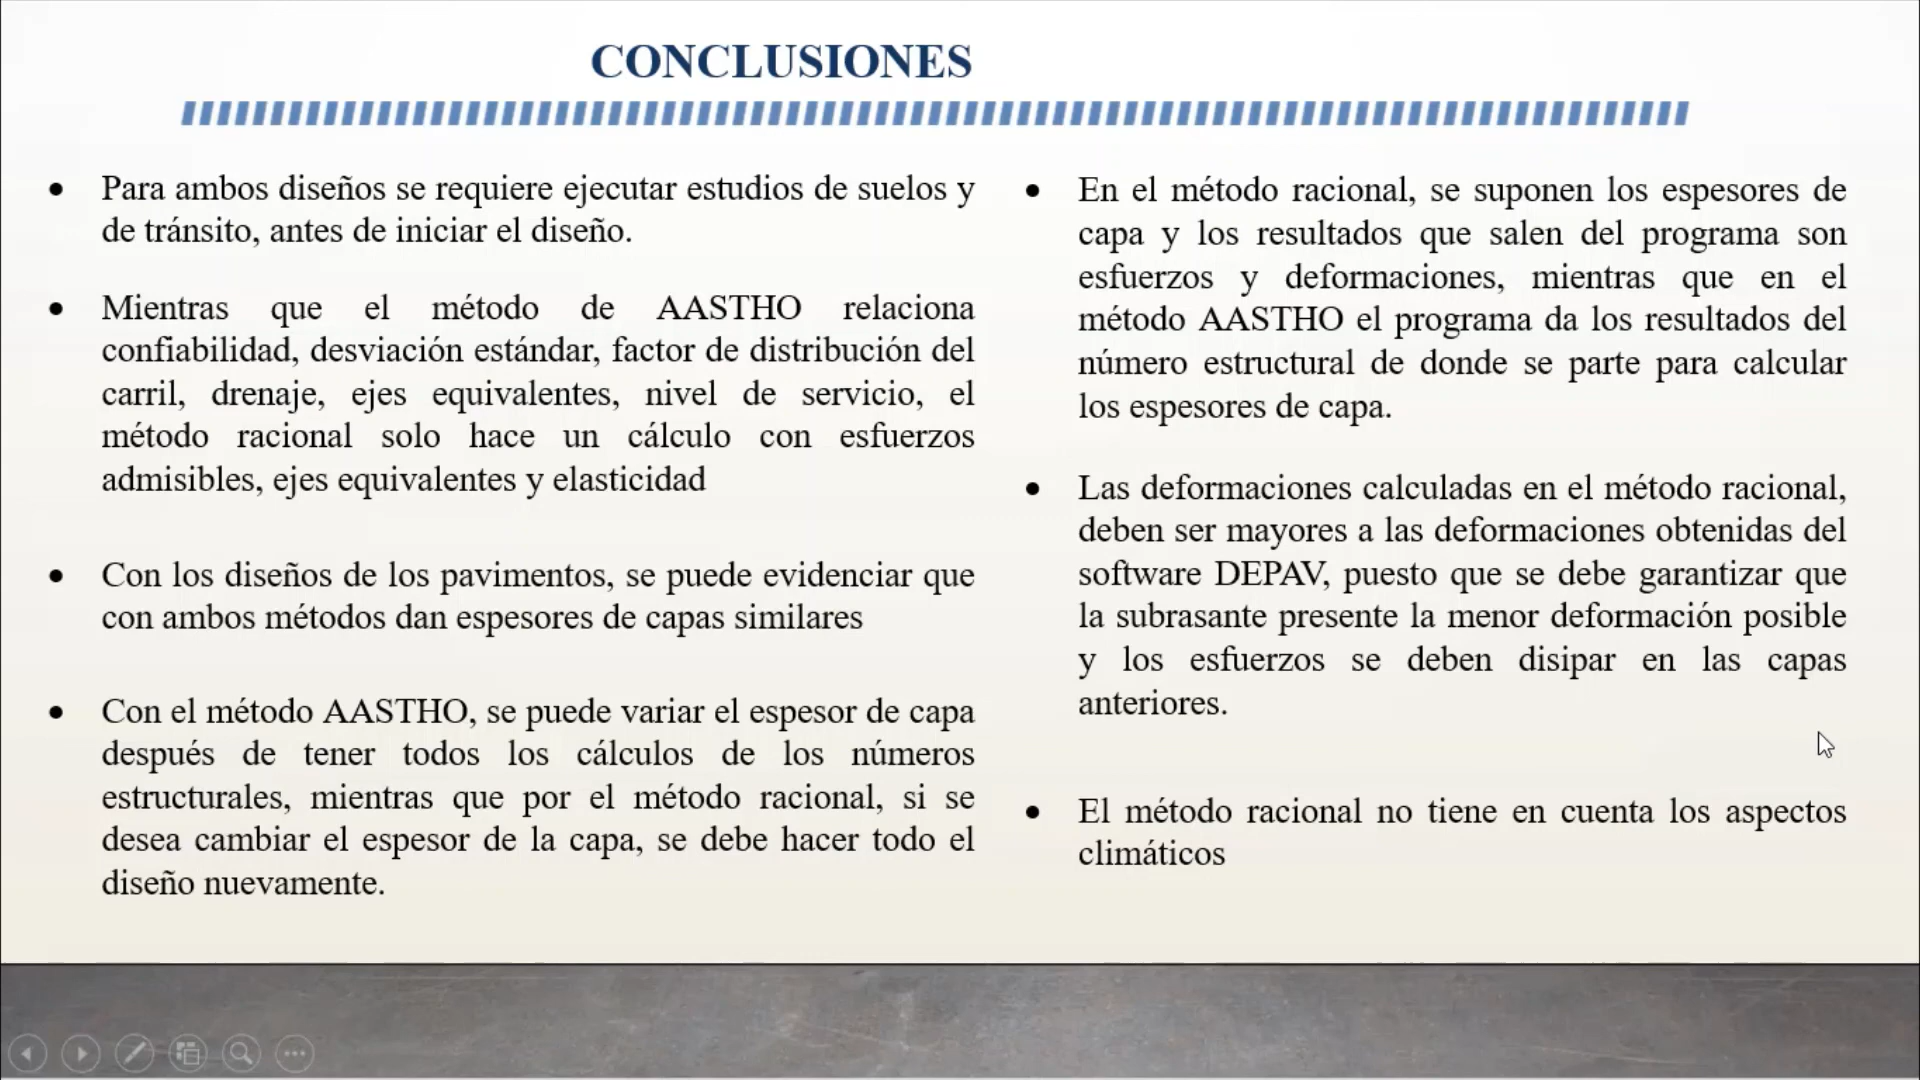 CONCLUSIONES
• Para ambos diseños se requiere ejecutar estudios de suelos y
de tránsito, antes de iniciar el diseño.
• Mientras que el método de AASTHO relaciona
confiabilidad, desviación estándar, factor de distribución del
carril, drenaje, ejes equivalentes, nivel de servicio, el
método racional solo hace un cálculo con esfuerzos
admisibles, ejes equivalentes y elasticidad
• Con los diseños de los pavimentos, se puede evidenciar que
con ambos métodos dan espesores de capas similares
• Con el método AASTHO, se puede variar el espesor de capa
después de tener todos los cálculos de los números
estructurales, mientras que por el método racional, si se
desea cambiar el espesor de la capa, se debe hacer todo el
diseño nuevamente.
• En el método racional, se suponen los espesores de
capa y los resultados que salen del programa son
esfuerzos y deformaciones, mientras que en el
método AASTHO el programa da los resultados del
número estructural de donde se parte para calcular
los espesores de capa.
• Las deformaciones calculadas en el método racional,
deben ser mayores a las deformaciones obtenidas del
software DEPAV, puesto que se debe garantizar que
la subrasante presente la menor deformación posible
y los esfuerzos se deben disipar en las capas
anteriores.
• El método racional no tiene en cuenta los aspectos
climáticos